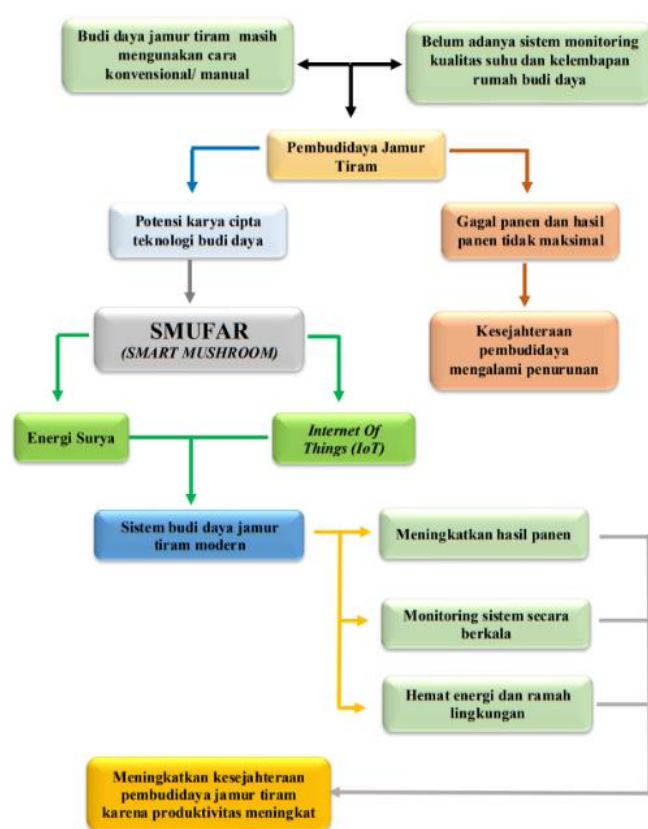 Budi daya jamur tiram masih
mengunakan cara
konvensional/ manual
Belum adanya sistem monitoring
kualitas suhu dan kelembapan
rumah budi daya
Pembudidaya Jamur
Tiram
Potensi karya cipta
teknologi budi daya
Gagal panen dan hasil
panen tidak maksimal
SMUFAR
(SMART MUSHROOM)
Kesejahteraan
pembudidaya
mengalami penurunan
Energi Surya
Internet Of
Things (IoT)
Sistem budi daya jamur
tiram modern
Meningkatkan hasil panen
Monitoring sistem secara
berkala
Hemat energi dan ramah
lingkungan
Meningkatkan kesejahteraan
pembudidaya jamur tiram
karena produktivitas meningkat